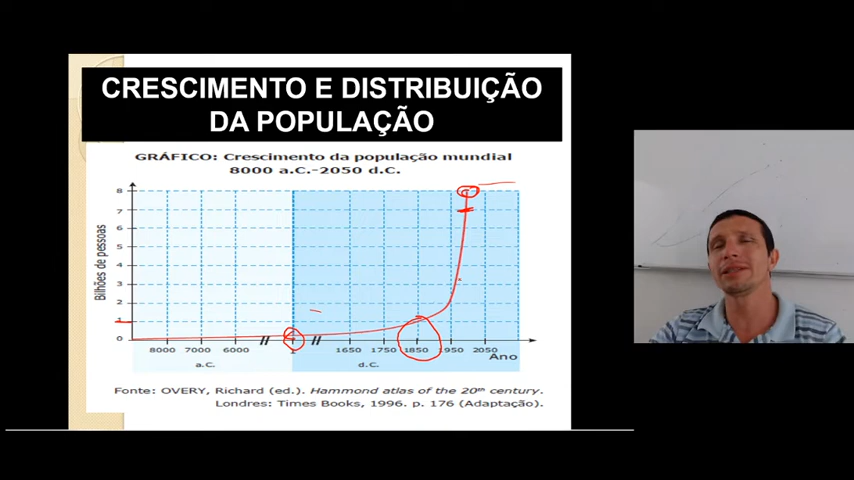 CRESCIMENTO E DISTRIBUIÇÃO
DA POPULAÇÃO
GRÁFICO: Crescimento da população mundial
8000 a.C.-2050 d.C.
Bilhões de pessoas
8
7
6
5
4
3
2
1
0
8000 7000 6000 1 1650 1750 1850 1950 2050
Ano
a.C. d.C.
Fonte: OVERY, Richard (ed.). Hammond atlas of the 20th century.
Londres: Times Books, 1996. p. 176 (Adaptação).